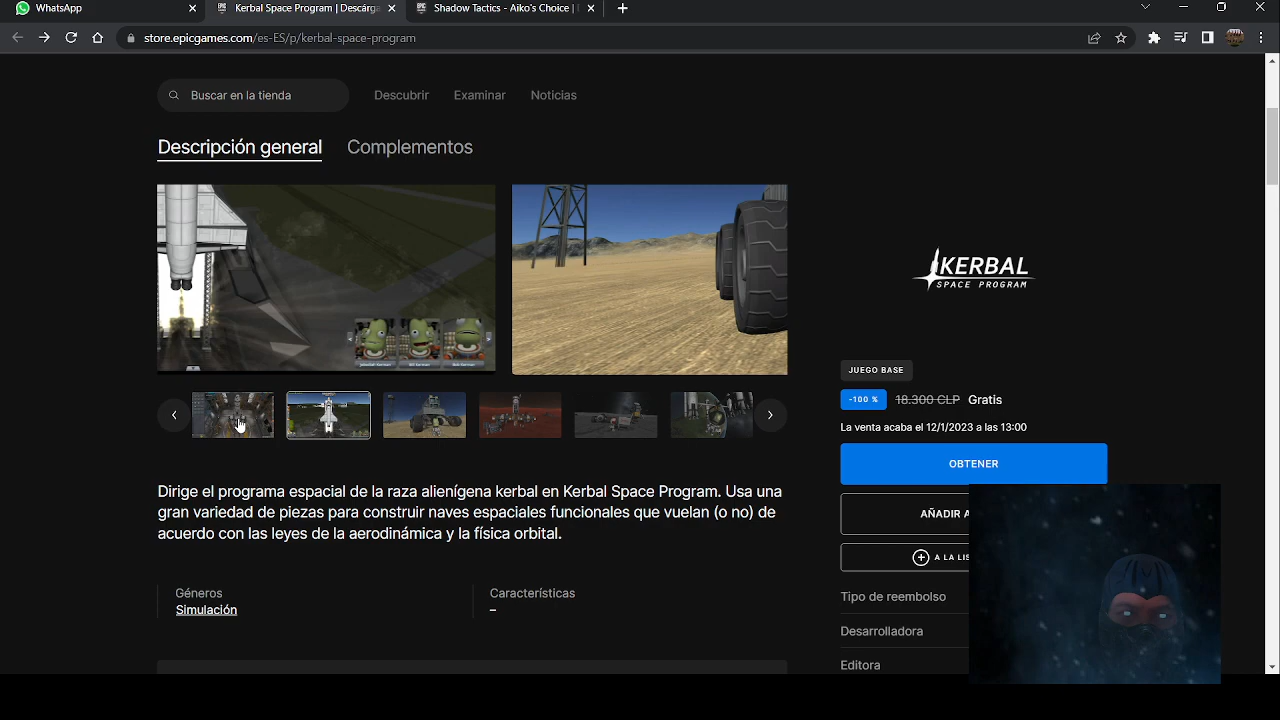 WhatsApp
Kerbal Space Program | Descárga
Shadow Tactics - Aiko's Choice |
store.epicgames.com/es-ES/p/kerbal-space-program
Buscar en la tienda
Descubrir
Examinar
Noticias
Descripción general
Complementos
KERBAL
SPACE PROGRAM
JUEGO BASE
-100 %
18.300 CLP
Gratis
La venta acaba el 12/1/2023 a las 13:00
OBTENER
AÑADIR A
A LA LIS
Dirige el programa espacial de la raza alienígena kerbal en Kerbal Space Program. Usa una
gran variedad de piezas para construir naves espaciales funcionales que vuelan (o no) de
acuerdo con las leyes de la aerodinámica y la física orbital.
Géneros
Simulación
Características
–
Tipo de reembolso
Desarrolladora
Editora